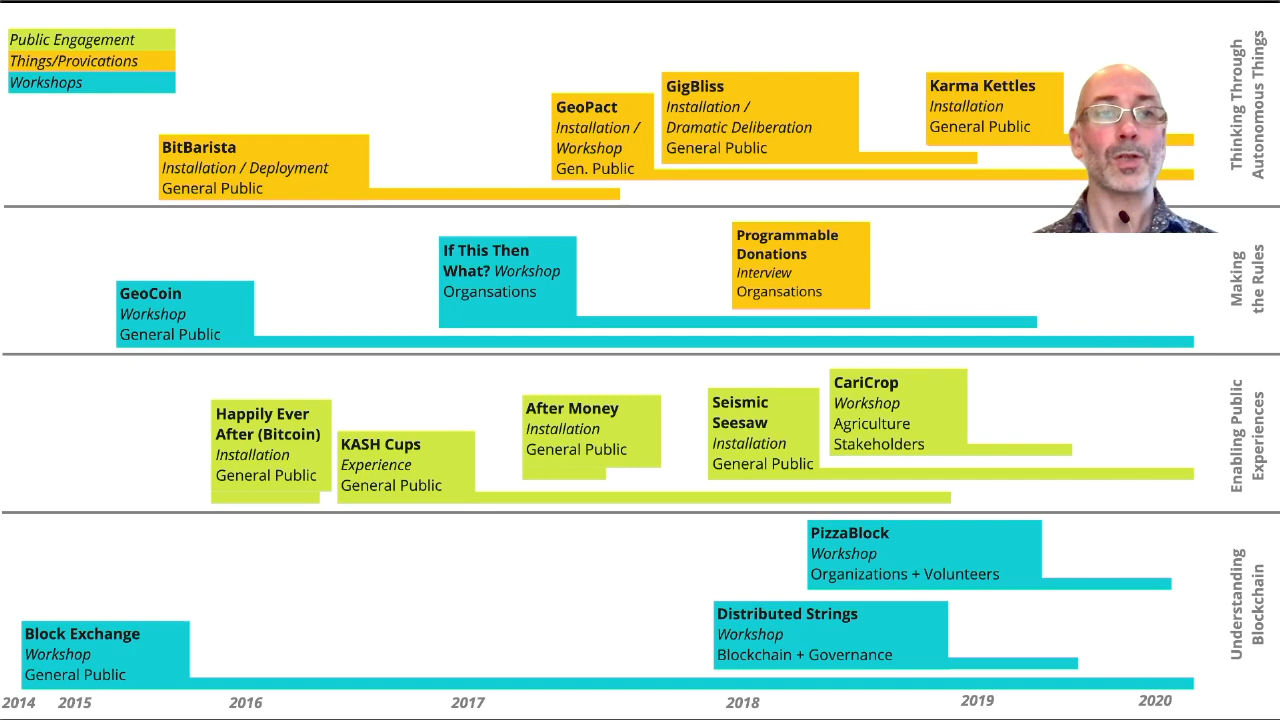 Public Engagement
Things/Provications
Workshops
BitBarista
Installation / Deployment
General Public
GeoPact
Installation /
Workshop
Gen. Public
GigBliss
Installation /
Dramatic Deliberation
General Public
Karma Kettles
Installation
General Public
Thinking Through
Autonomous Things
GeoCoin
Workshop
General Public
If This Then
What? Workshop
Organsations
Programmable
Donations
Interview
Organsations
Making
the Rules
Happily Ever
After (Bitcoin)
Installation
General Public
KASH Cups
Experience
General Public
After Money
Installation
General Public
Seismic
Seesaw
Installation
General Public
CariCrop
Workshop
Agriculture
Stakeholders
Enabling Public
Experiences
Block Exchange
Workshop
General Public
Distributed Strings
Workshop
Blockchain + Governance
PizzaBlock
Workshop
Organizations + Volunteers
Understanding
Blockchain
2014 2015 2016 2017 2018 2019 2020